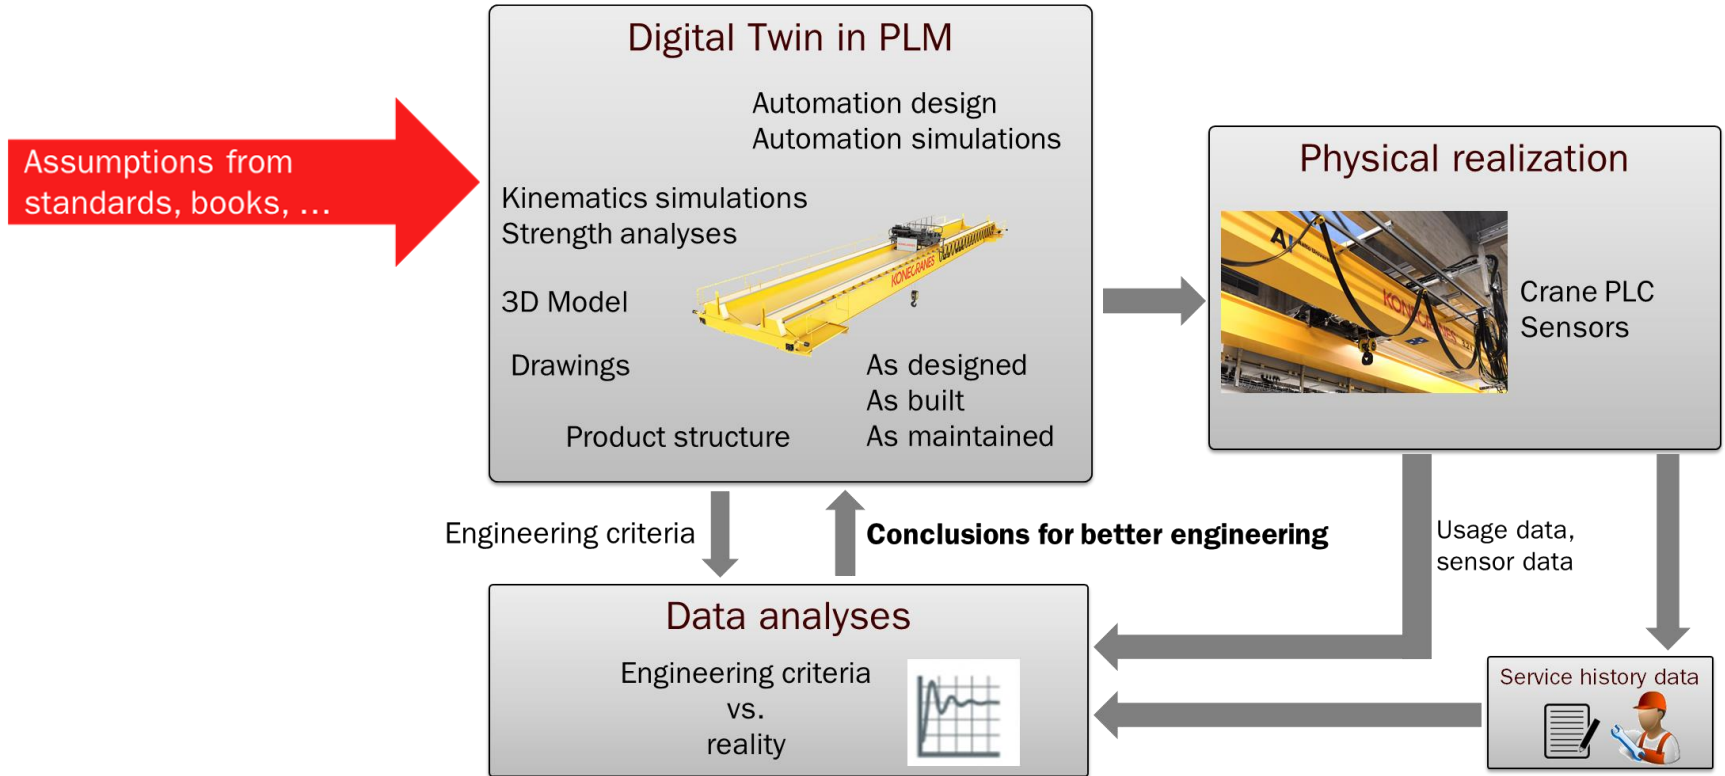 Digital Twin in PLM
Automation design
Automation simulations
Assumptions from
standards, books, ...
Kinematics simulations
Strength analyses
KONECRANES
3D Model
Drawings
As designed
As built
As maintained
Product structure
Physical realization
Crane PLC
Sensors
Engineering criteria
Conclusions for better engineering
Usage data,
sensor data
Data analyses
Engineering criteria
vs.
reality
Service history data